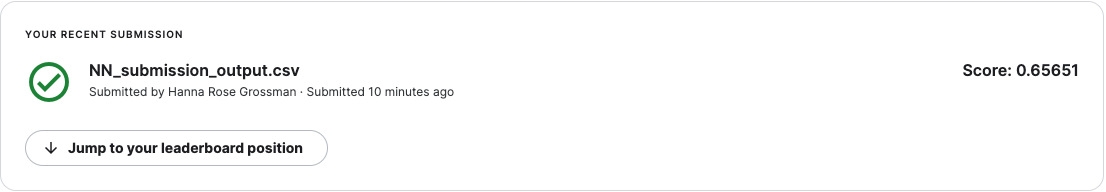 YOUR RECENT SUBMISSION
NN_submission_output.csv
Score: 0.65651
Submitted by Hanna Rose Grossman · Submitted 10 minutes ago
Jump to your leaderboard position